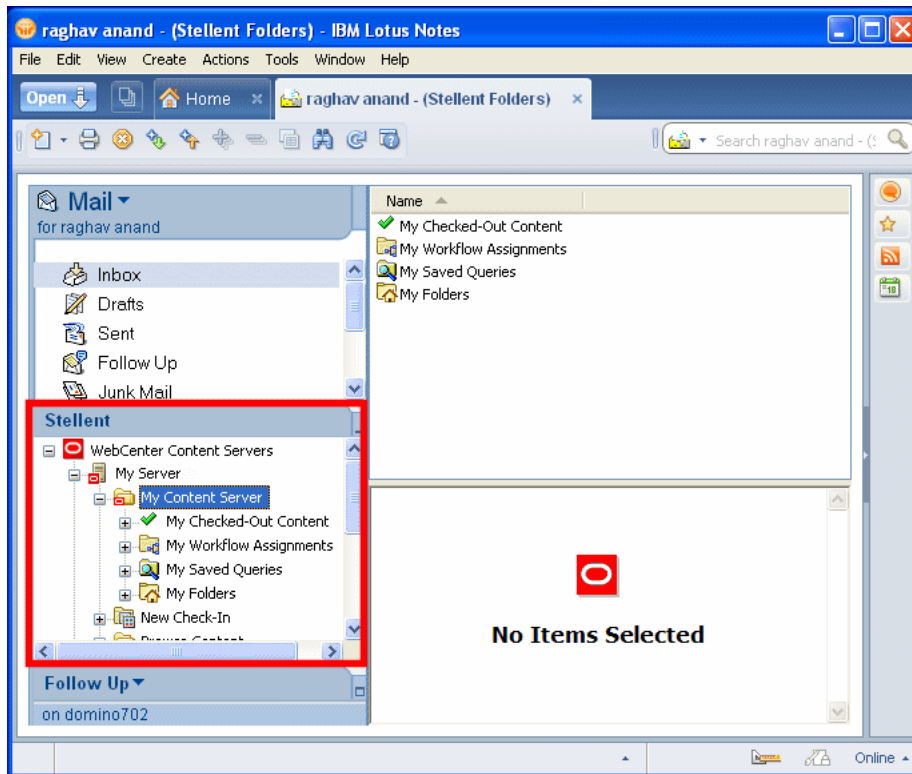 raghav anand - (Stellent Folders) - IBM Lotus Notes
File Edit View Create Actions Tools Window Help
Open Home raghav anand - (Stellent Folders)
Search raghav anand - (S
Mail
for raghav anand
Inbox
Drafts
Sent
Follow Up
Junk Mail
Stellent
WebCenter Content Servers
My Server
My Content Server
My Checked-Out Content
My Workflow Assignments
My Saved Queries
My Folders
New Check-In
Browse Content
Follow Up
on domino702
Name
My Checked-Out Content
My Workflow Assignments
My Saved Queries
My Folders
No Items Selected
18
Online